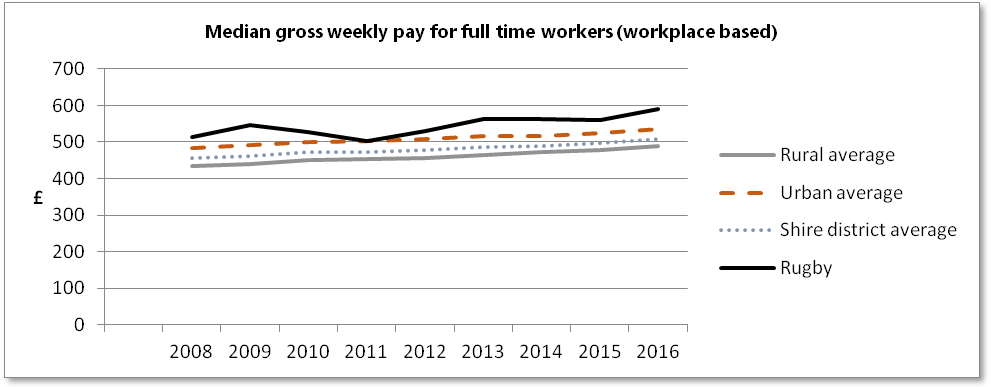 Median gross weekly pay for full time workers (workplace based)
700
600
500
400
300
200
100
0
£
2008 2009 2010 2011 2012 2013 2014 2015 2016
Rural average
Urban average
Shire district average
Rugby